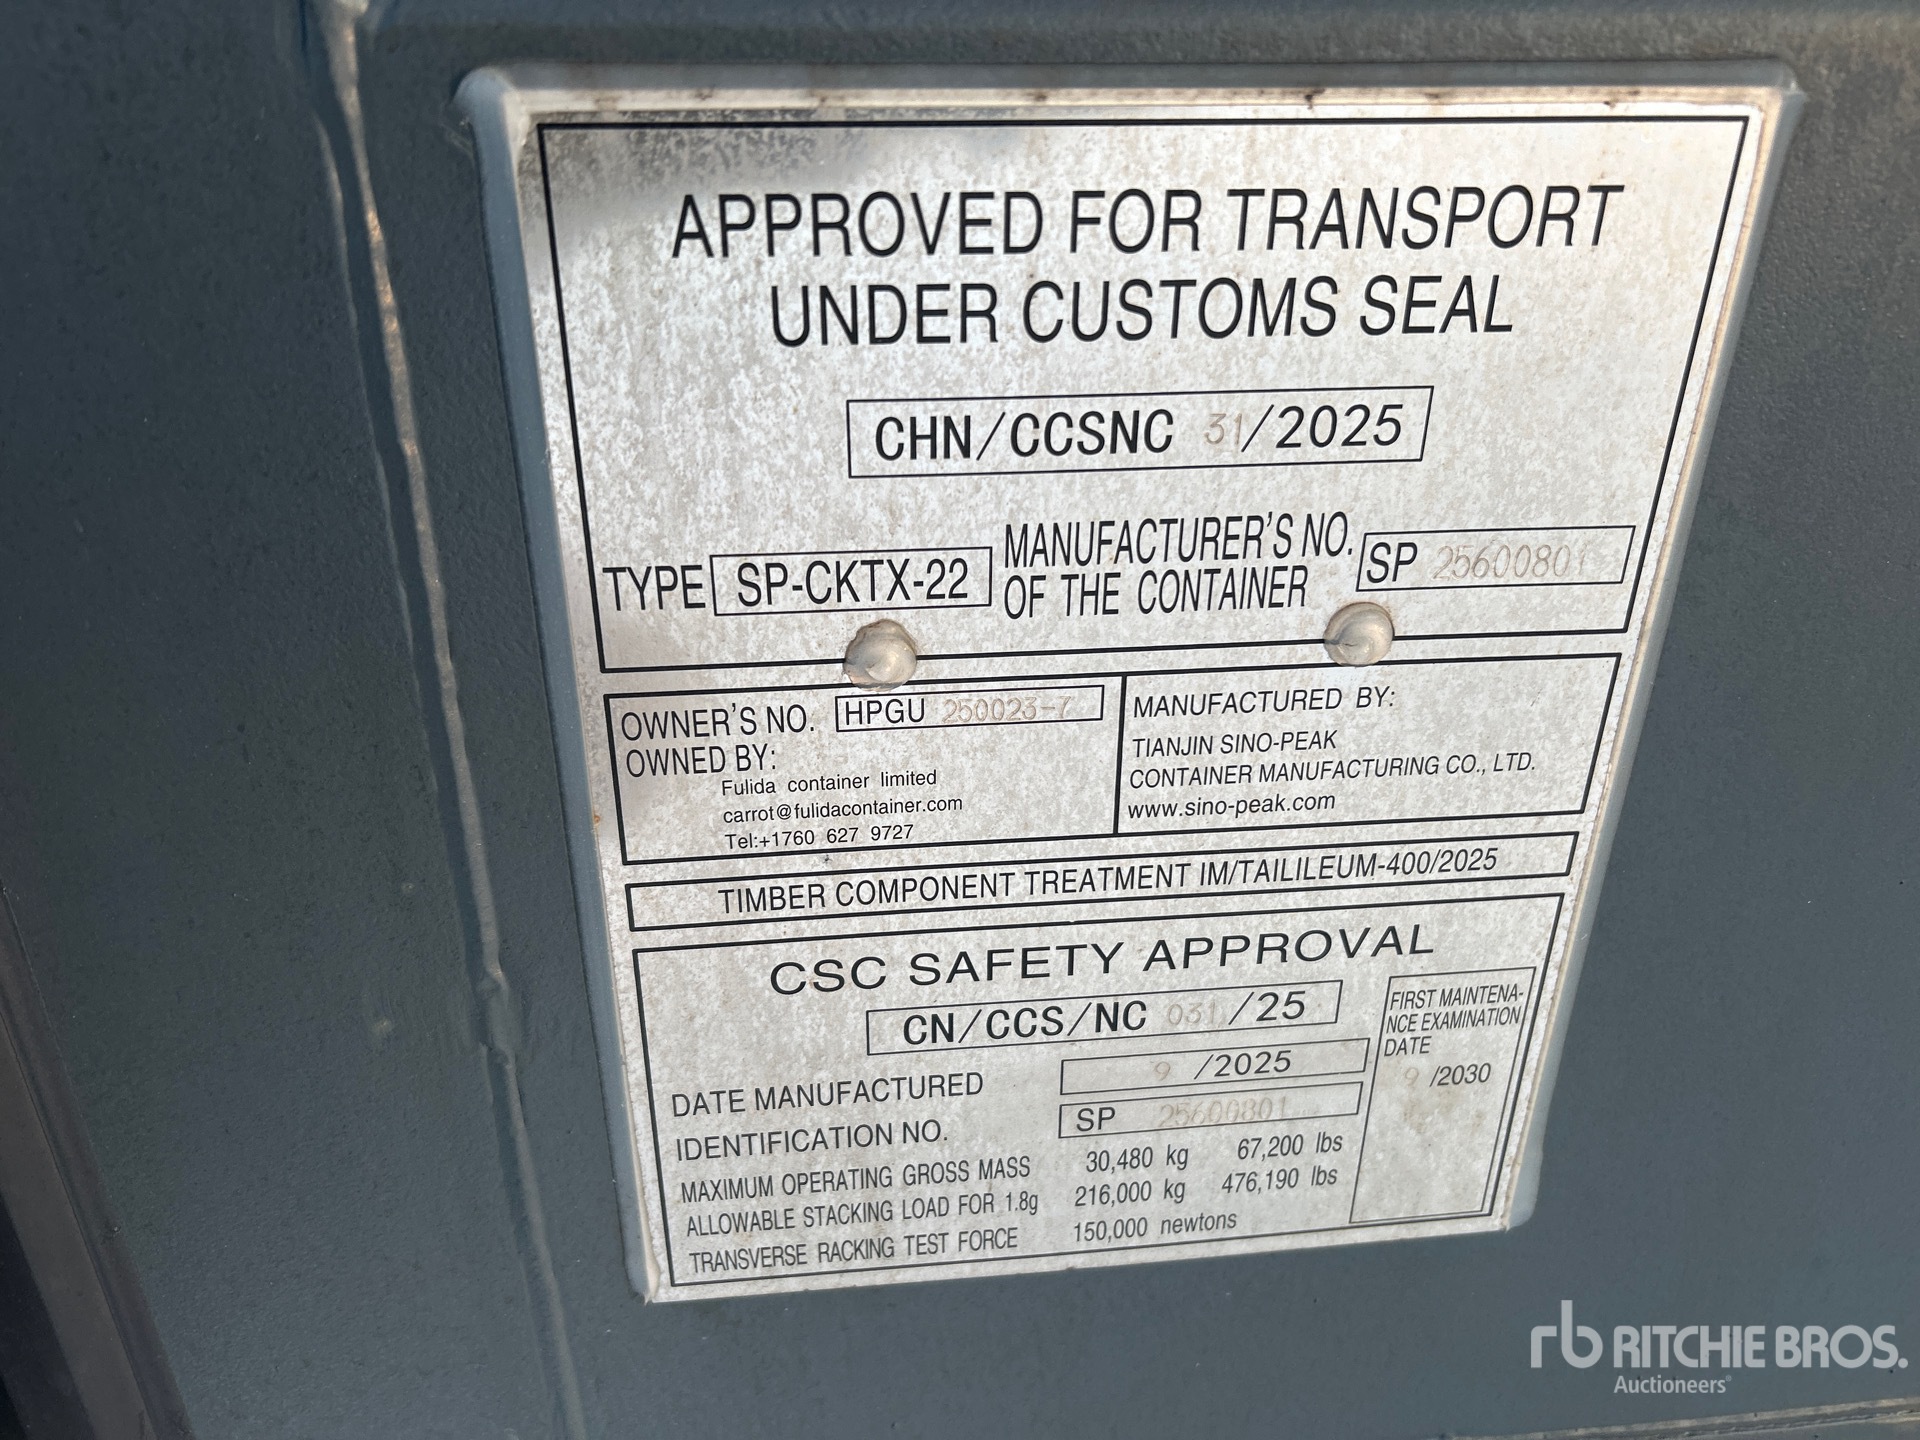 APPROVED FOR TRANSPORT
UNDER CUSTOMS SEAL
CHN/CCSNC 31/2025
TYPE SP-CKTX-22
MANUFACTURER'S NO.
OF THE CONTAINER
SP 25600801
OWNER'S NO. HPGU 250023-7
OWNED BY:
Fulida container limited
carrot@fulidacontainer.com
Tel:+1760 627 9727
MANUFACTURED BY:
TIANJIN SINO-PEAK
CONTAINER MANUFACTURING CO., LTD.
www.sino-peak.com
TIMBER COMPONENT TREATMENT IM/TAILILEUM-400/2025
CSC SAFETY APPROVAL
CN/CCS/NC 031/25
DATE MANUFACTURED 9/2025
IDENTIFICATION NO. SP 25600801
MAXIMUM OPERATING GROSS MASS 30,480 kg 67,200 lbs
ALLOWABLE STACKING LOAD FOR 1.8g 216,000 kg 476,190 lbs
TRANSVERSE RACKING TEST FORCE 150,000 newtons
FIRST MAINTENA-
NCE EXAMINATION
DATE
9/2030
rb RITCHIE BROS.
Auctioneers